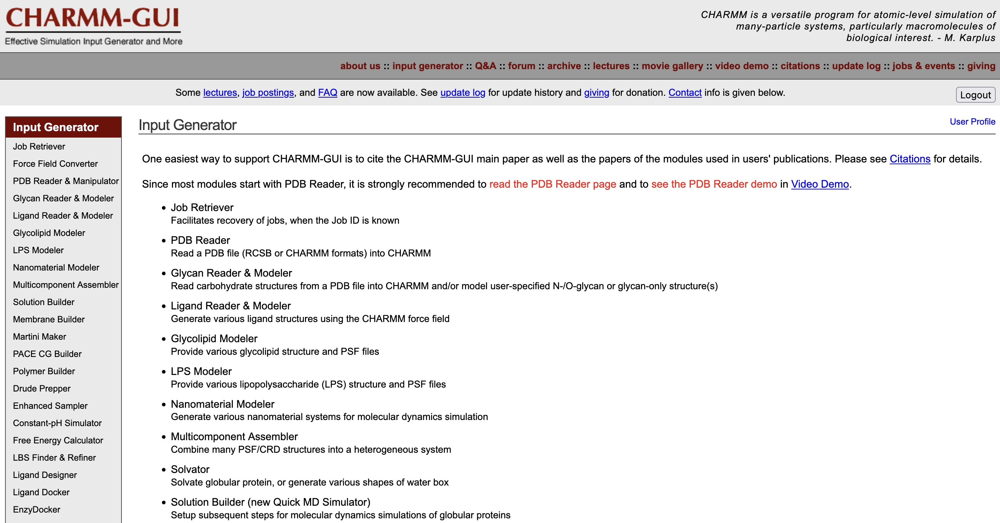 CHARMM-GUI
Effective Simulation Input Generator and More
CHARMM is a versatile program for atomic-level simulation of
many-particle systems, particularly macromolecules of
biological interest. - M. Karplus
about us :: input generator :: Q&A :: forum :: archive :: lectures :: movie gallery :: video demo :: citations :: update log :: jobs & events :: giving
Some lectures, job postings, and FAQ are now available. See update log for update history and giving for donation. Contact info is given below.
Logout
Input Generator
Job Retriever
Force Field Converter
PDB Reader & Manipulator
Glycan Reader & Modeler
Ligand Reader & Modeler
Glycolipid Modeler
LPS Modeler
Nanomaterial Modeler
Multicomponent Assembler
Solution Builder
Membrane Builder
Martini Maker
PACE CG Builder
Polymer Builder
Drude Prepper
Enhanced Sampler
Constant-pH Simulator
Free Energy Calculator
LBS Finder & Refiner
Ligand Designer
Ligand Docker
EnzyDocker
Input Generator
User Profile
One easiest way to support CHARMM-GUI is to cite the CHARMM-GUI main paper as well as the papers of the modules used in users' publications. Please see Citations for details.
Since most modules start with PDB Reader, it is strongly recommended to read the PDB Reader page and to see the PDB Reader demo in Video Demo.
• Job Retriever
Facilitates recovery of jobs, when the Job ID is known
• PDB Reader
Read a PDB file (RCSB or CHARMM formats) into CHARMM
• Glycan Reader & Modeler
Read carbohydrate structures from a PDB file into CHARMM and/or model user-specified N-/O-glycan or glycan-only structure(s)
• Ligand Reader & Modeler
Generate various ligand structures using the CHARMM force field
• Glycolipid Modeler
Provide various glycolipid structure and PSF files
• LPS Modeler
Provide various lipopolysaccharide (LPS) structure and PSF files
• Nanomaterial Modeler
Generate various nanomaterial systems for molecular dynamics simulation
• Multicomponent Assembler
Combine many PSF/CRD structures into a heterogeneous system
• Solvator
Solvate globular protein, or generate various shapes of water box
• Solution Builder (new Quick MD Simulator)
Setup subsequent steps for molecular dynamics simulations of globular proteins